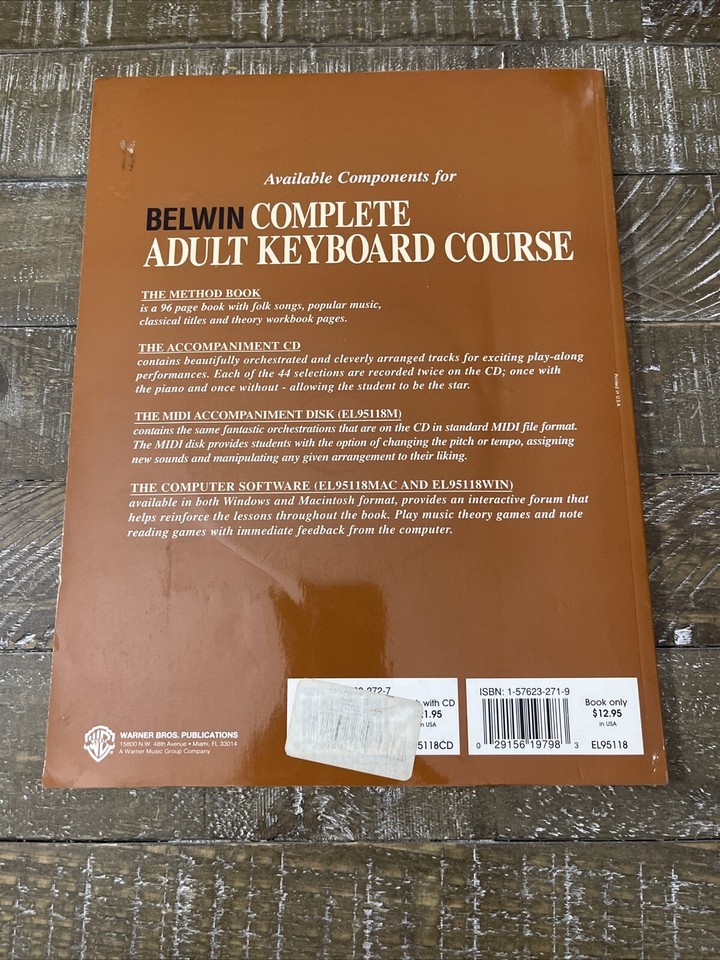 Available Components for
BELWIN COMPLETE
ADULT KEYBOARD COURSE
THE METHOD BOOK
is a 96 page book with folk songs, popular music,
classical titles and theory workbook pages.
THE ACCOMPANIMENT CD
contains beautifully orchestrated and cleverly arranged tracks for exciting play-along
performances. Each of the 44 selections are recorded twice on the CD; once with
the piano and once without - allowing the student to be the star.
THE MIDI ACCOMPANIMENT DISK (EL95118M)
contains the same fantastic orchestrations that are on the CD in standard MIDI file format.
The MIDI disk provides students with the option of changing the pitch or tempo, assigning
new sounds and manipulating any given arrangement to their liking.
THE COMPUTER SOFTWARE (EL95118MAC AND EL95118WIN)
available in both Windows and Macintosh format, provides an interactive forum that
helps reinforce the lessons throughout the book. Play music theory games and note
reading games with immediate feedback from the computer.
Printed in U.S.A.
WB
WARNER BROS. PUBLICATIONS
15800 N.W. 48th Avenue • Miami, FL 33014
A Warner Music Group Company
272-7
with CD
1.95
in USA
5118CD
ISBN: 1-57623-271-9
Book only
$12.95
in USA
0 29156 19798 3
EL95118